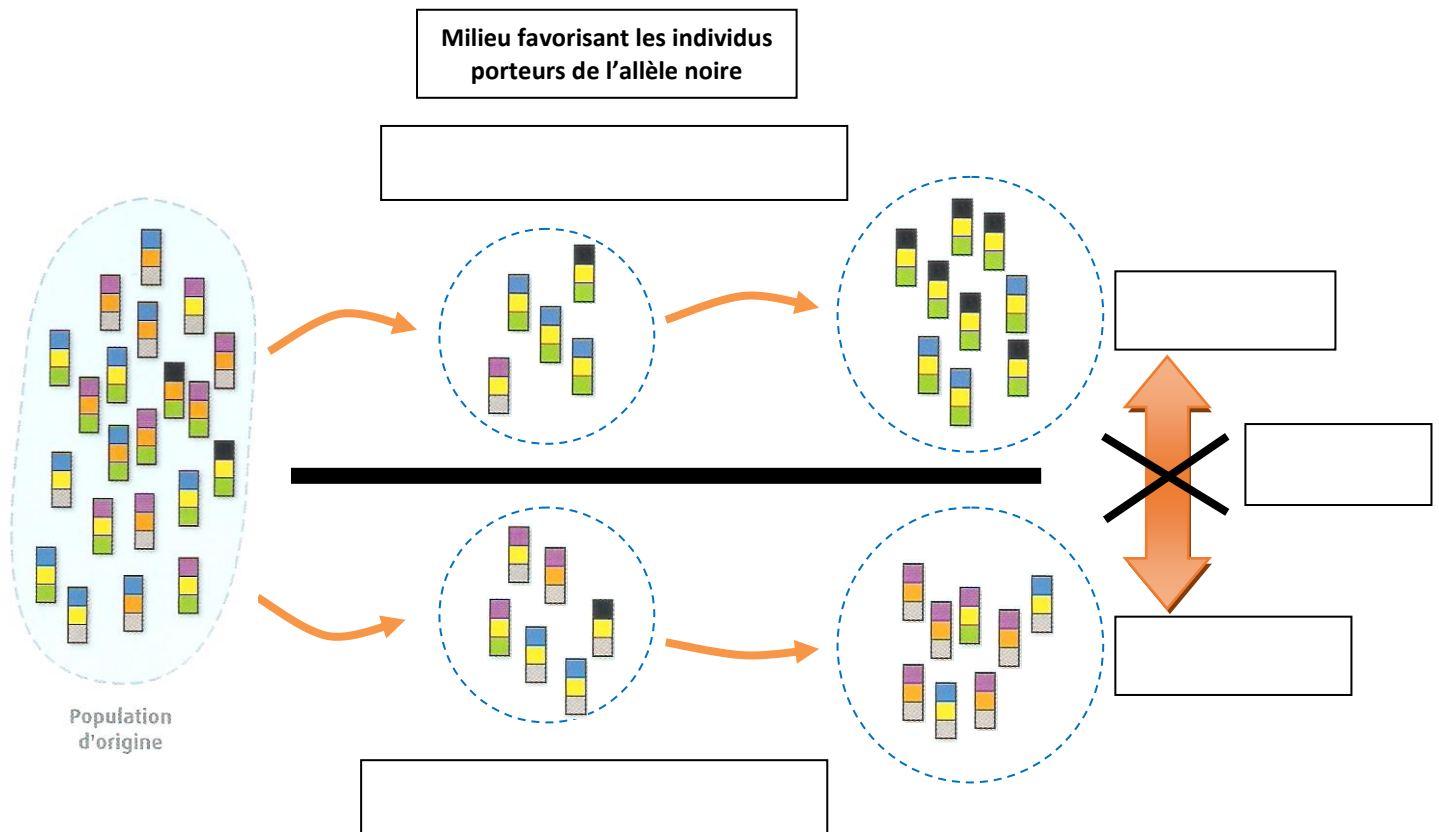 Milieu favorisant les individus
porteurs de l'allèle noire
Population
d'origine